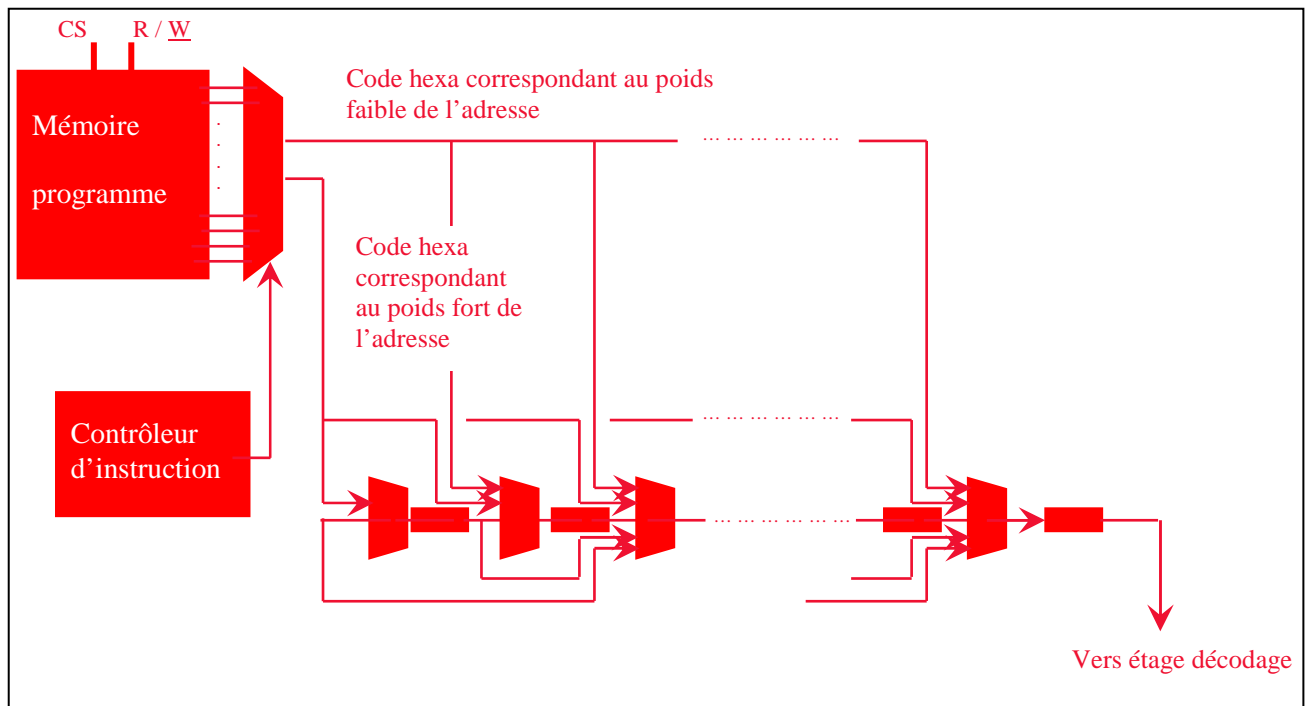 CS R / W
Code hexa correspondant au poids
faible de l’adresse
Mémoire
programme
… … … … … …
Code hexa
correspondant
au poids fort de
l’adresse
Contrôleur
d’instruction
… … … … … …
… … … … … …
Vers étage décodage